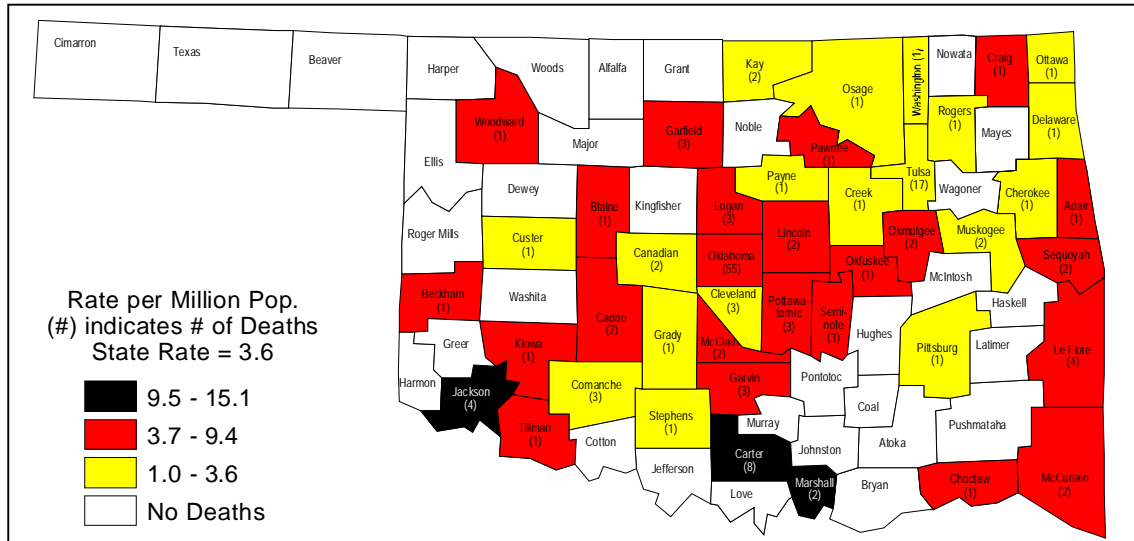 Cimarron
Texas
Beaver
Harper
Woods
Alfalfa
Grant
Kay
(2)
Osage
(1)
Washington (1)
Nowata
Craig
(1)
Ottawa
(1)
Woodward
(1)
Major
Garfield
(3)
Noble
Pawnee
(1)
Rogers
(1)
Mayes
Delaware
(1)
Ellis
Dewey
Blaine
(1)
Kingfisher
Logan
(3)
Payne
(1)
Creek
(1)
Tulsa
(17)
Wagoner
Cherokee
(1)
Adair
(1)
Roger Mills
Custer
(1)
Canadian
(2)
Oklahoma
(55)
Lincoln
(2)
Okfuskee
(1)
Okmulgee
(2)
Muskogee
(2)
Sequoyah
(2)
Beckham
(1)
Washita
Caddo
(2)
Grady
(1)
Cleveland
(3)
McClain
(2)
Pottawa-
tomie
(3)
Semi-
nole
(3)
Hughes
McIntosh
Haskell
Pittsburg
(1)
Latimer
Le Flore
(4)
Greer
Kiowa
(1)
Harmon
Jackson
(4)
Tillman
(1)
Comanche
(3)
Stephens
(1)
Garvin
(3)
Pontotoc
Coal
Murray
Cotton
Jefferson
Carter
(8)
Johnston
Atoka
Pushmataha
Love
Marshall
(2)
Bryan
Choctaw
(1)
McCurtain
(2)
Rate per Million Pop.
(#) indicates # of Deaths
State Rate = 3.6
9.5 - 15.1
3.7 - 9.4
1.0 - 3.6
No Deaths